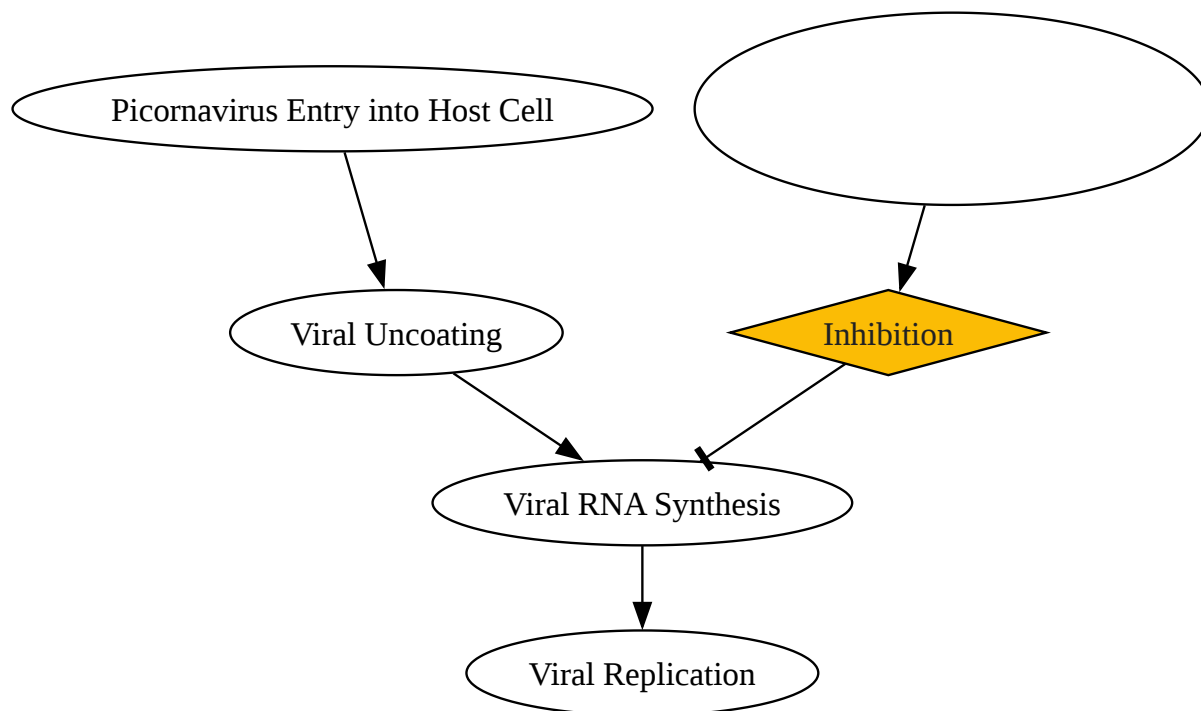 Picornavirus Entry into Host Cell
Viral Uncoating
Inhibition
Viral RNA Synthesis
Viral Replication